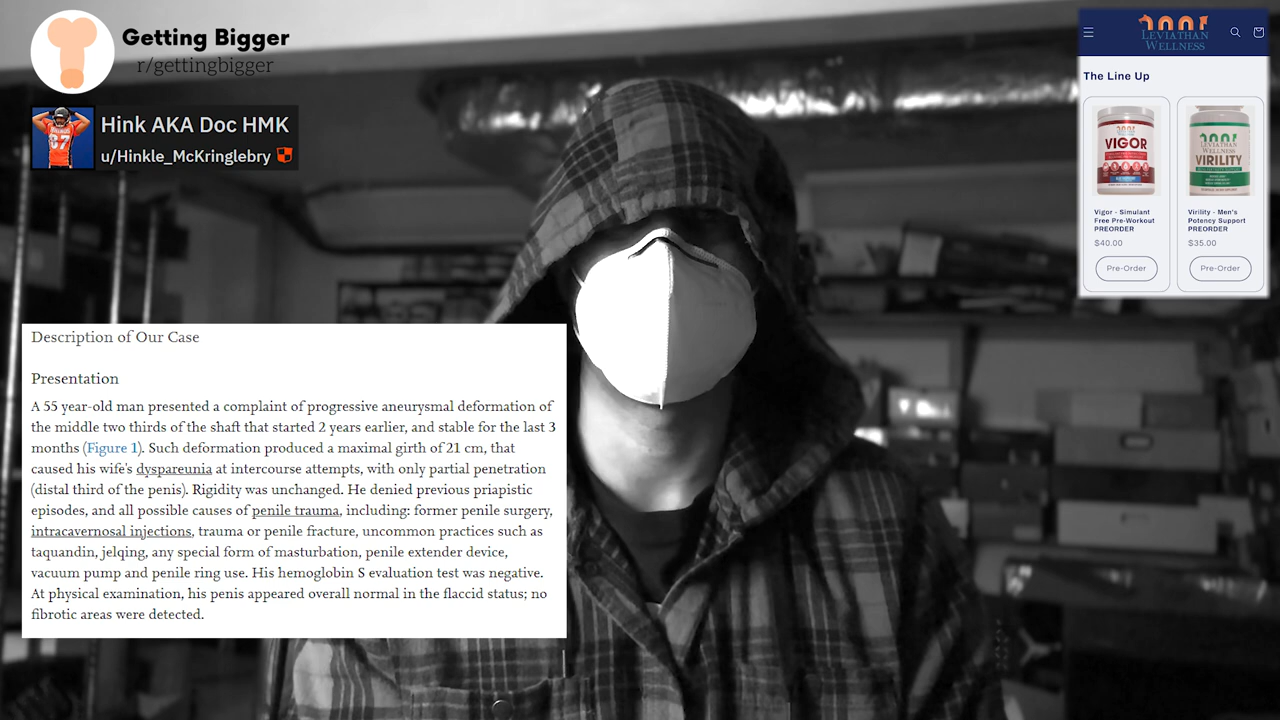 Getting Bigger
r/gettingbigger
Hink AKA Doc HMK
u/Hinkle_McKringlebry
LEVIATHAN
WELLNESS
The Line Up
VIGOR
LEVIATHAN
WELLNESS
VIRILITY
Vigor - Simulant
Free Pre-Workout
PREORDER
$40.00
Pre-Order
Virility - Men's
Potency Support
PREORDER
$35.00
Pre-Order
Description of Our Case
Presentation
A 55 year-old man presented a complaint of progressive aneurysmal deformation of
the middle two thirds of the shaft that started 2 years earlier, and stable for the last 3
months (Figure 1). Such deformation produced a maximal girth of 21 cm, that
caused his wife's dyspareunia at intercourse attempts, with only partial penetration
(distal third of the penis). Rigidity was unchanged. He denied previous priapistic
episodes, and all possible causes of penile trauma, including: former penile surgery,
intracavernosal injections, trauma or penile fracture, uncommon practices such as
taquandin, jelqing, any special form of masturbation, penile extender device,
vacuum pump and penile ring use. His hemoglobin S evaluation test was negative.
At physical examination, his penis appeared overall normal in the flaccid status; no
fibrotic areas were detected.